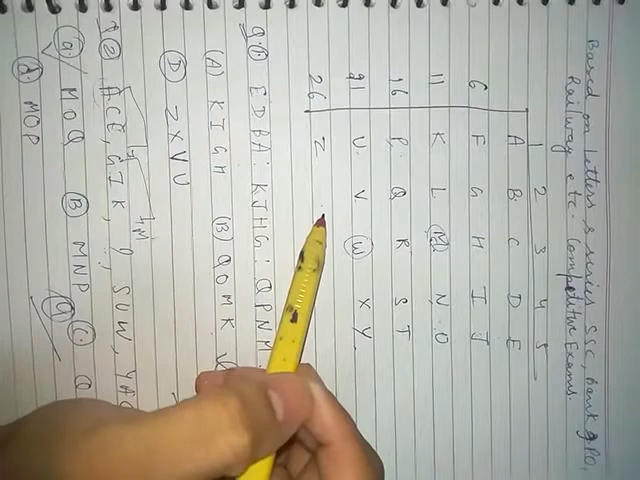 Based on Letters & series SSC, Bank PO,
Railway etc. Competitive Exams.
1 2 3 4 5
A B C D E
6 F G H I J
11 K L M N O
16 P Q R S T
21 U V W X Y
26 Z
Q.1 EDBA: KJHG: QPNM:
(A) KIGH (B) QOMK
(D) ZXVU
ACE, GIK, ?, SUW, YAC
(a) MOQ (B) MNP (C) Q
(d) MOP